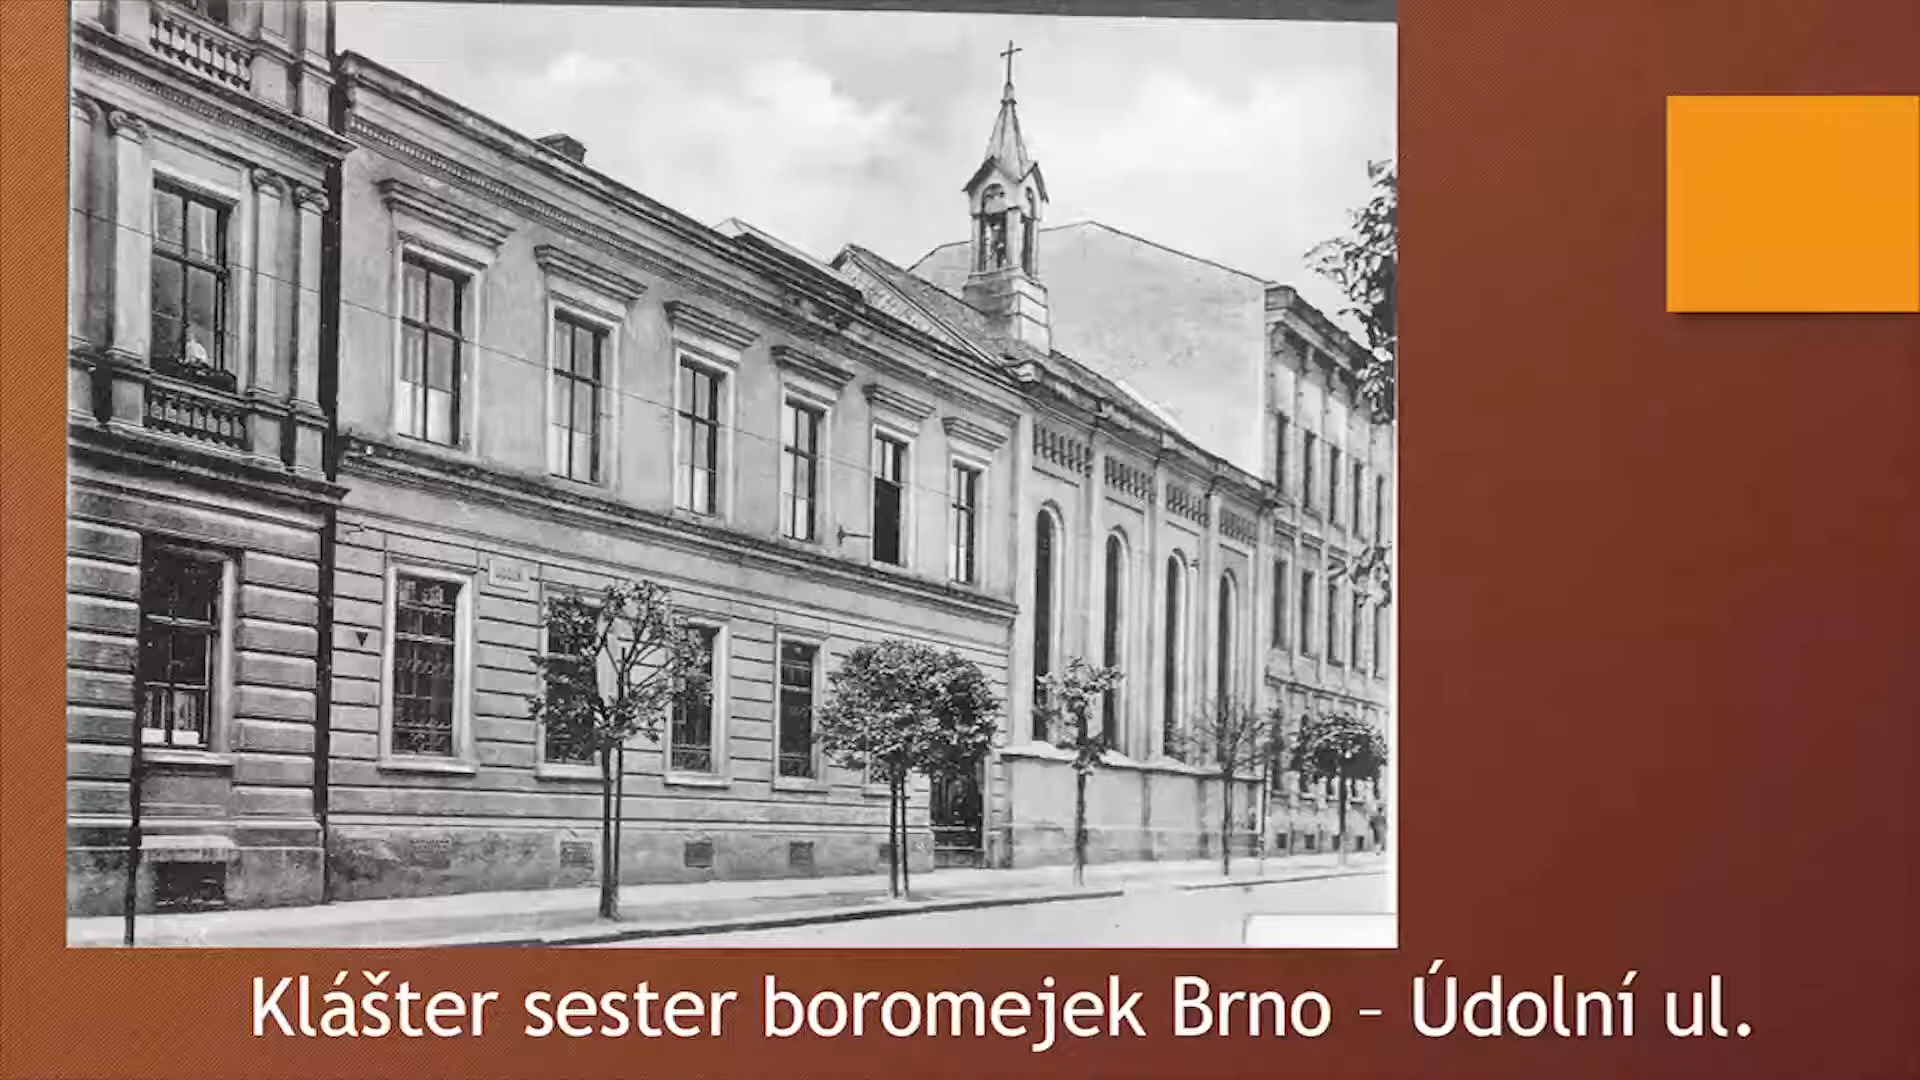 Klášter sester boromejek Brno – Údolní ul.